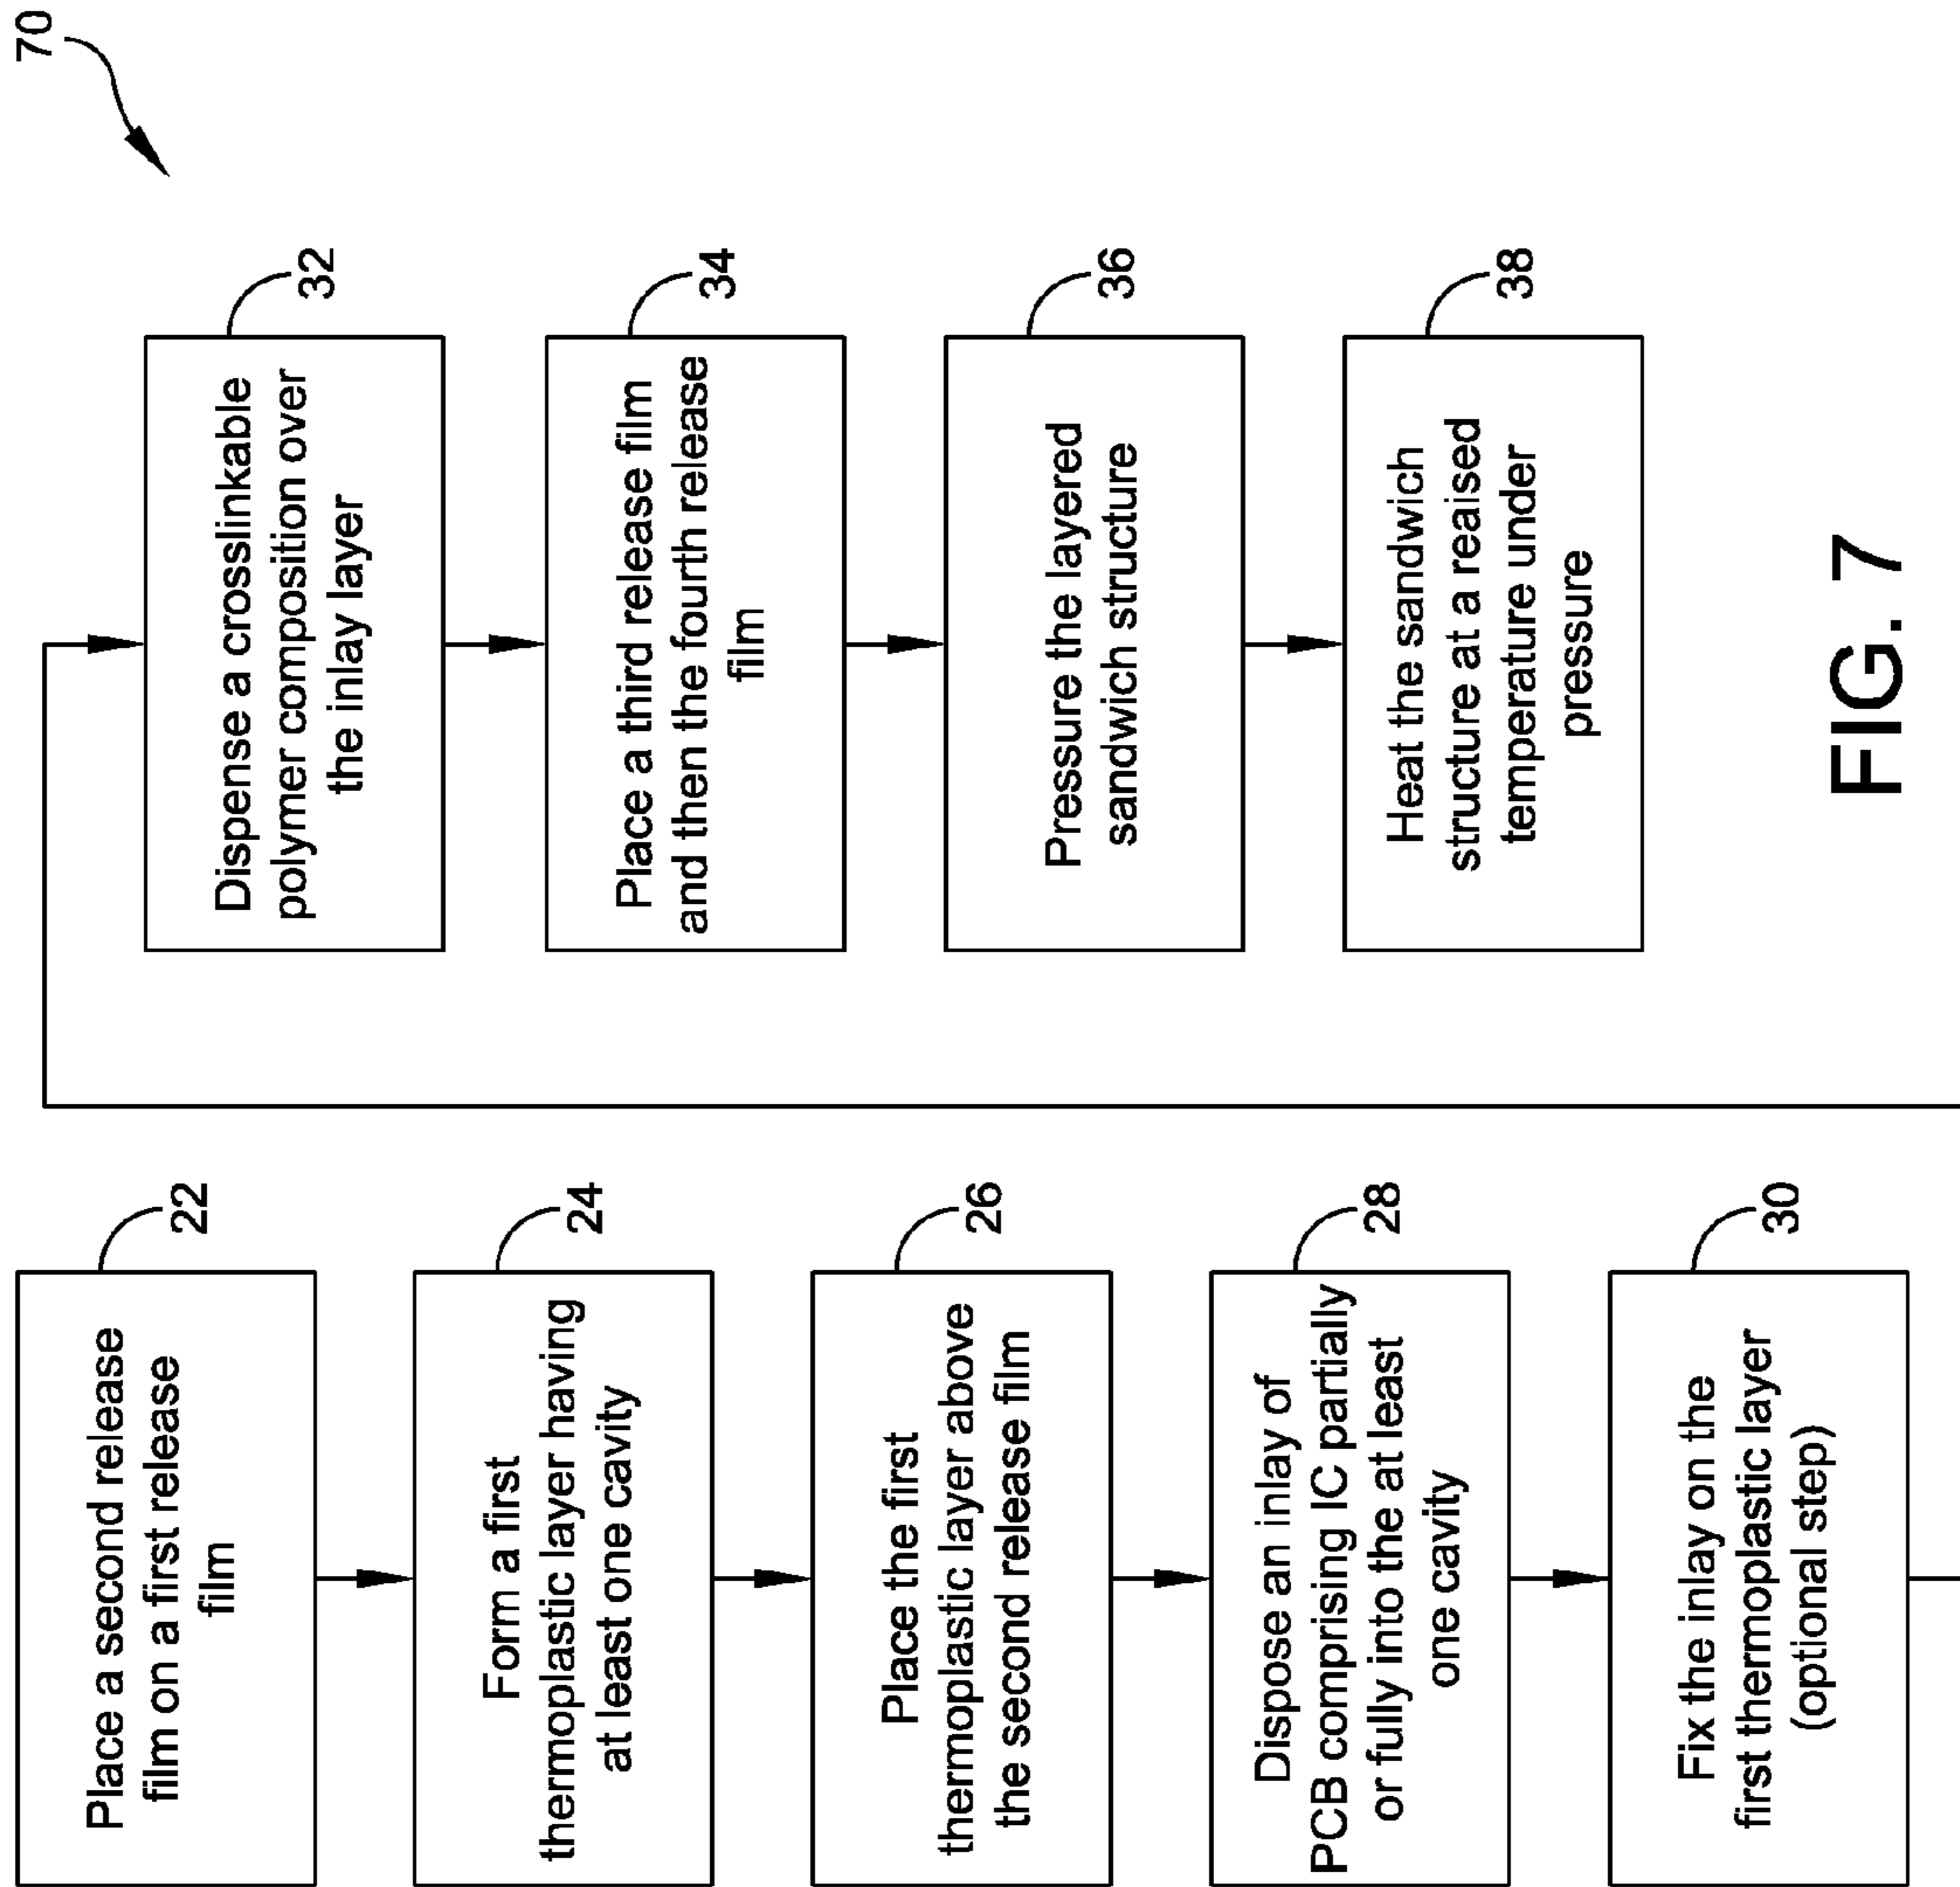 70
Place a second release
film on a first release
film
22
Form a first
thermoplastic layer having
at least one cavity
24
Place the first
thermoplastic layer above
the second release film
26
Dispose an inlay of
PCB comprising IC partially
or fully into the at least
one cavity
28
Fix the inlay on the
first thermoplastic layer
(optional step)
30
Dispense a crosslinkable
polymer composition over
the inlay layer
32
Place a third release film
and then the fourth release
film
34
Pressure the layered
sandwich structure
36
Heat the sandwich
structure at a reaised
temperature under
pressure
38
FIG. 7